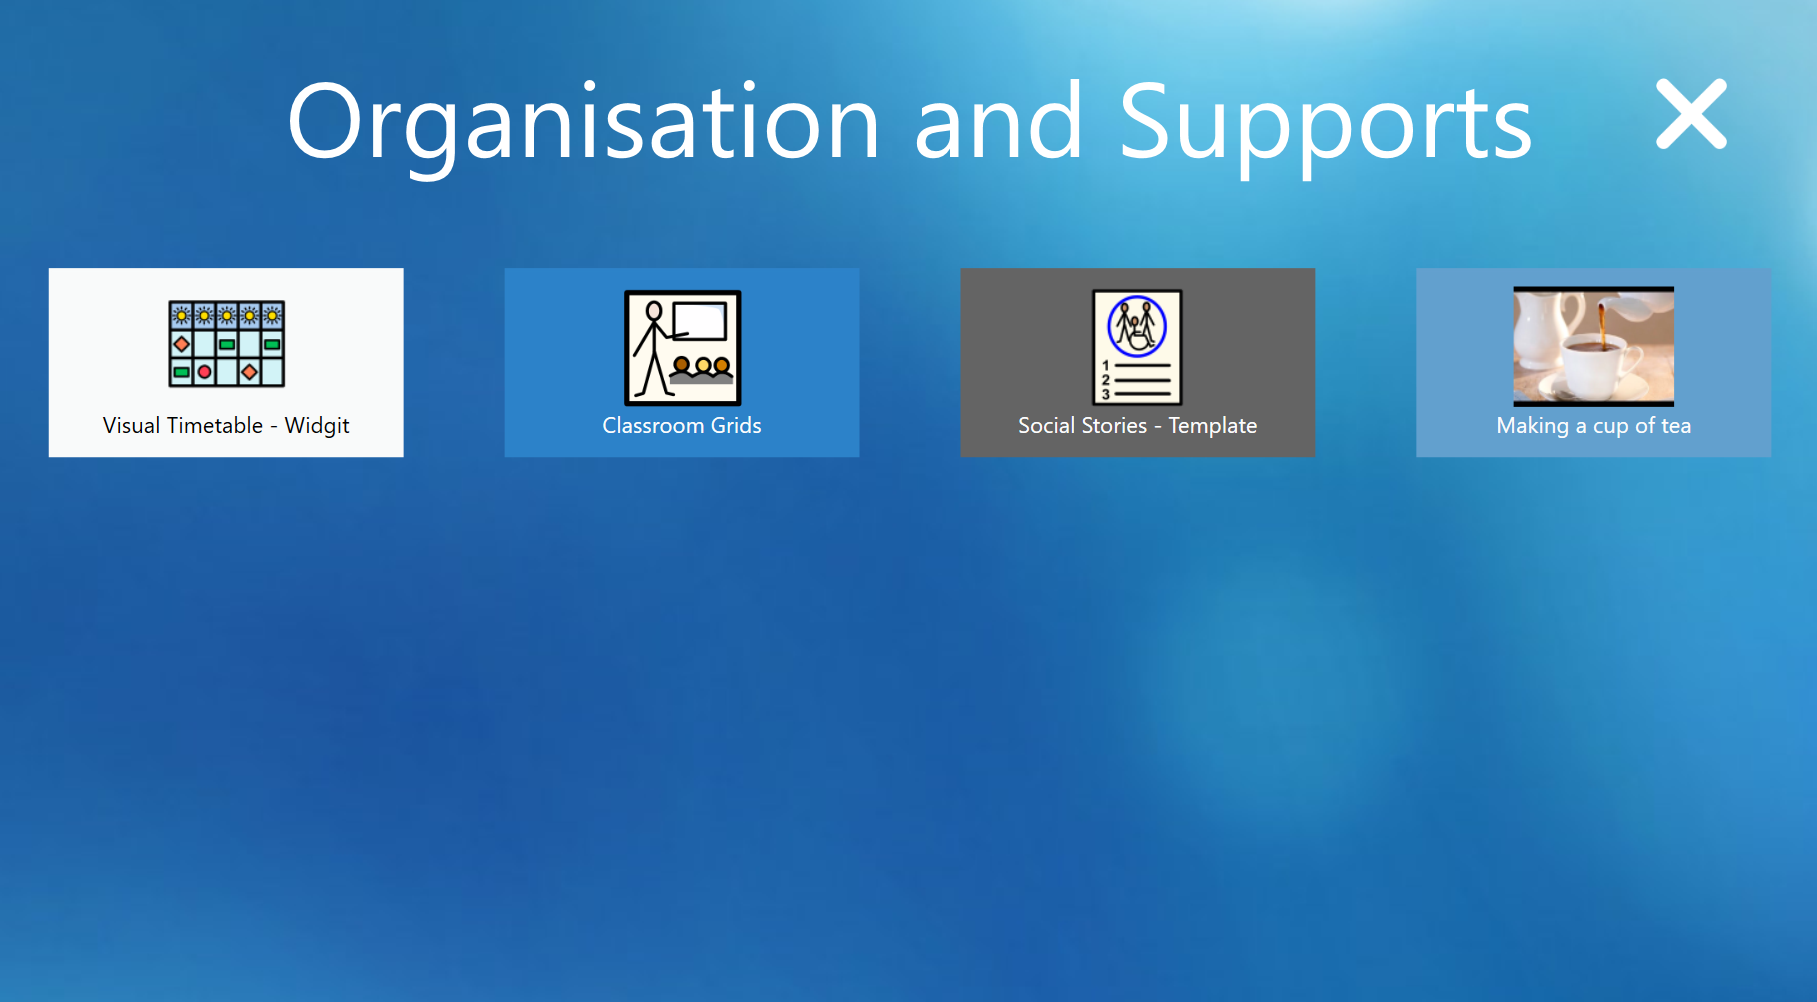 Organisation and Supports
Visual Timetable - Widgit
Classroom Grids
1
2
3
Social Stories - Template
Making a cup of tea